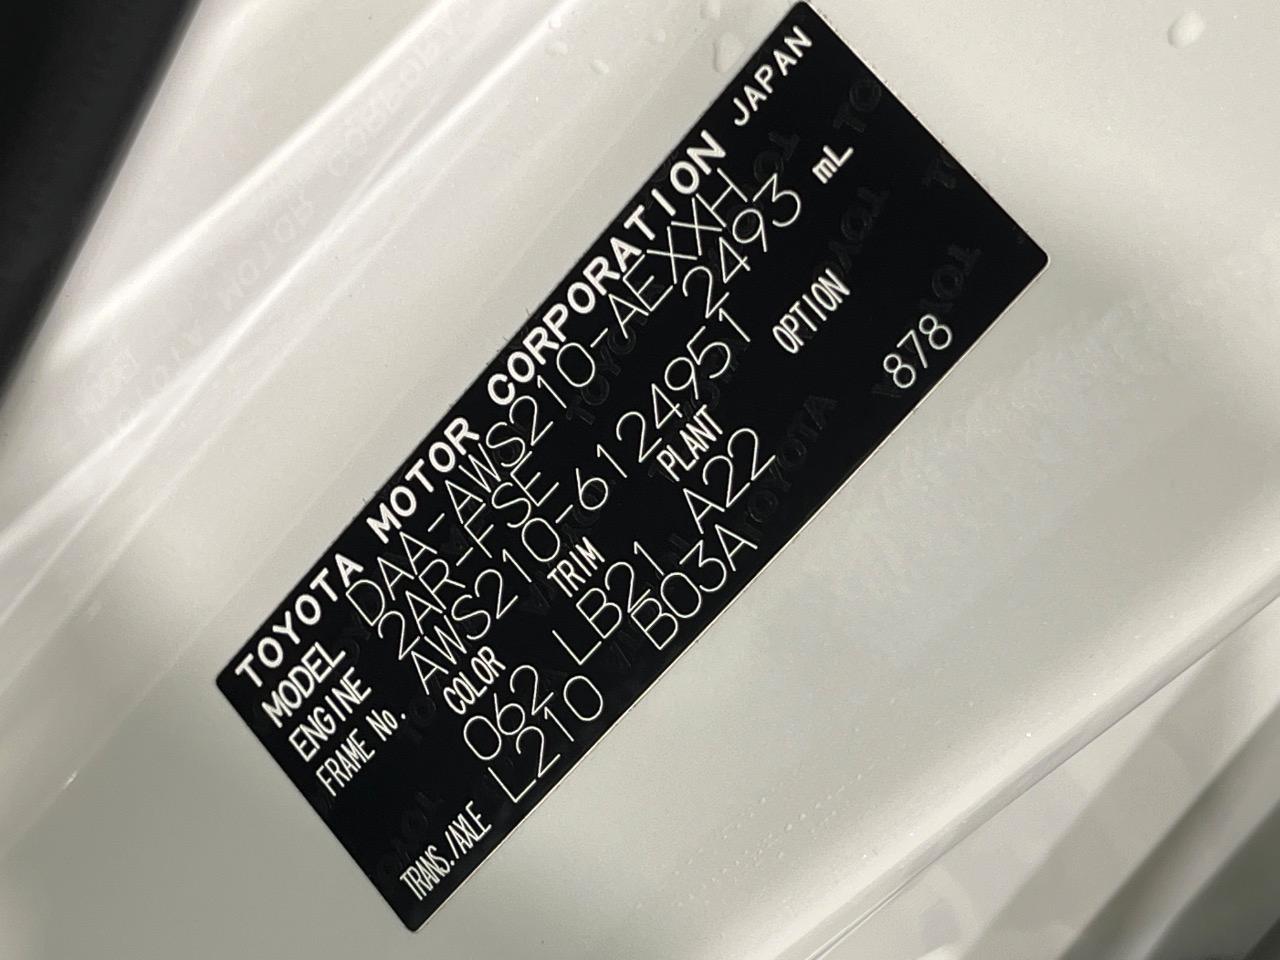 TOYOTA MOTOR CORPORATION JAPAN
MODEL DAA-AWS210-AEXXH
ENGINE 2AR-FSE 2493 mL
FRAME No. AWS210-6124951
COLOR TRIM PLANT OPTION
062 LB21 A22 878
TRANS./AXLE L210 B03A